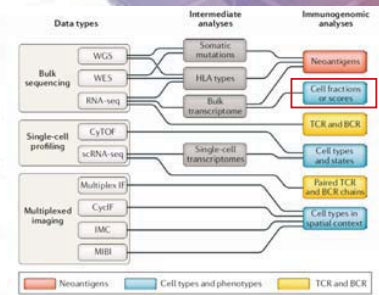 Data types
Intermediate
analyses
Immunogenomic
analyses
Bulk
sequencing
WGS
WES
RNA-seq
Somatic
mutations
HLA types
Bulk
transcriptome
Neoantigens
Cell fractions
or scores
TCR and BCR
Single-cell
profiling
CyTOF
scRNA-seq
Single-cell
transcriptomes
Cell types
and states
Paired TCR
and BCR chains
Multiplexed
imaging
Multiplex IF
CycIF
IMC
MIBI
Cell types in
spatial context
Neoantigens
Cell types and phenotypes
TCR and BCR